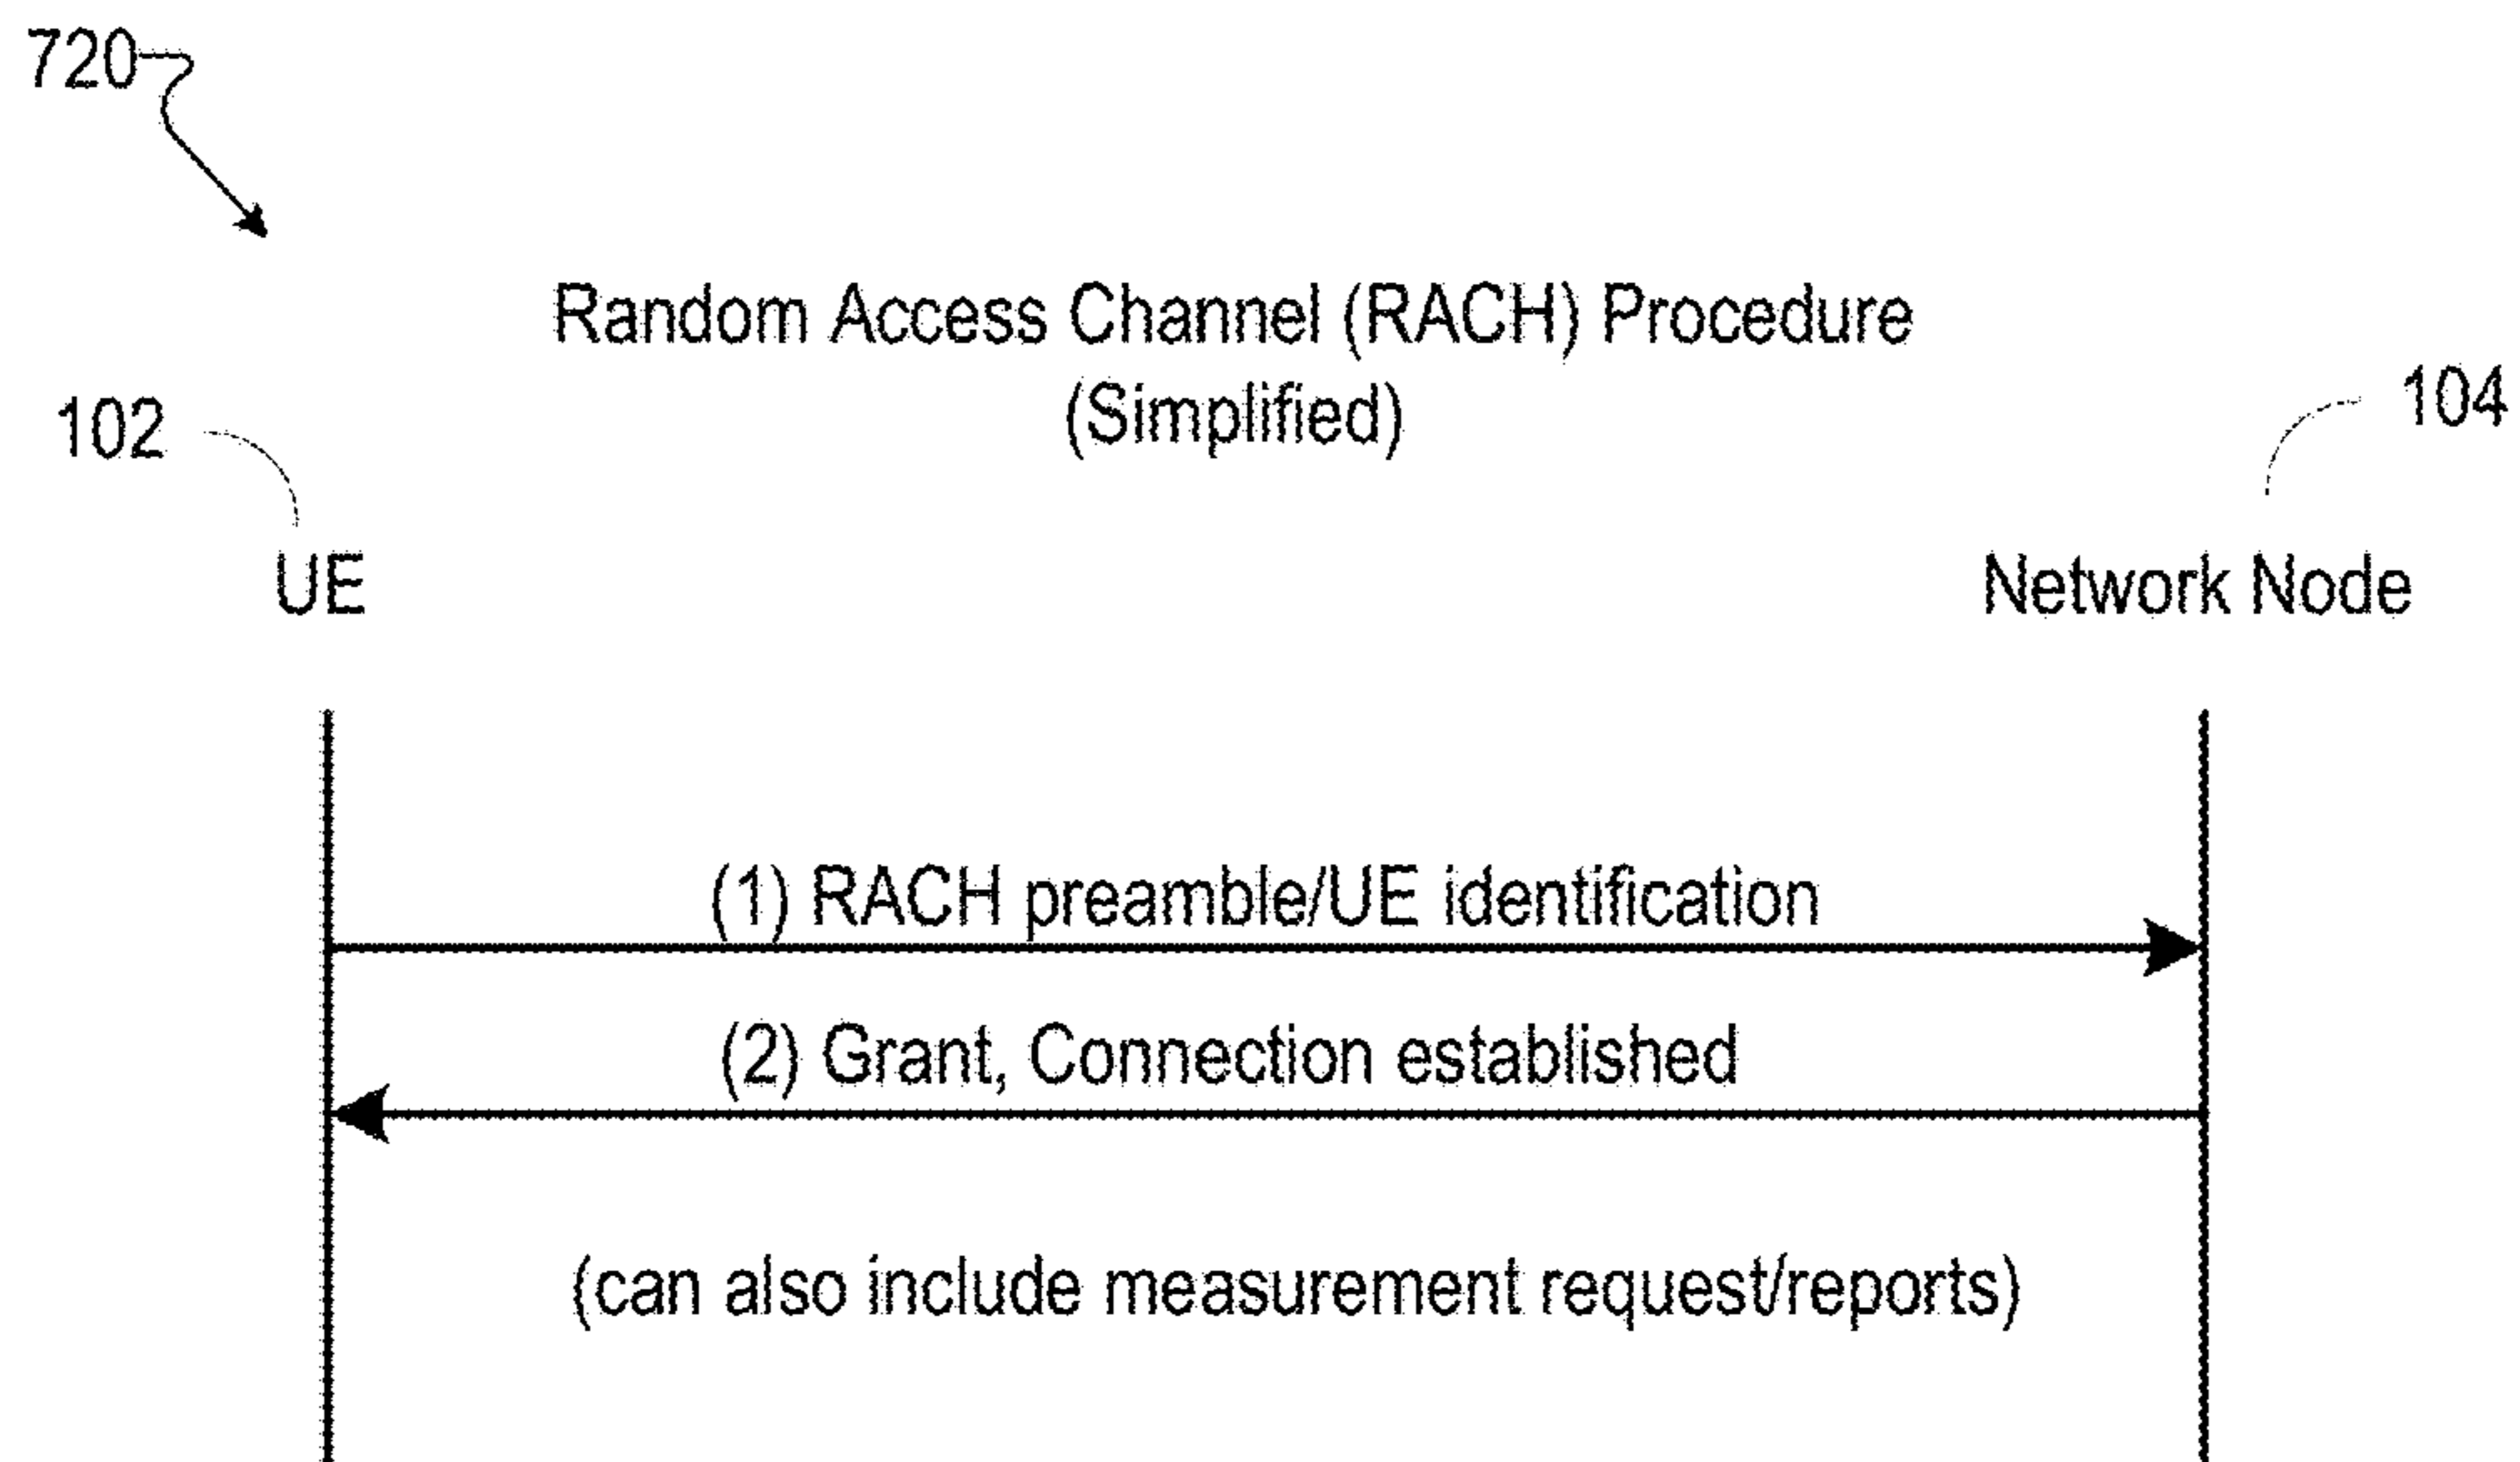 720
Random Access Channel (RACH) Procedure
(Simplified)
102
104
UE
Network Node
(1) RACH preamble/UE identification
(2) Grant, Connection established
(can also include measurement request/reports)